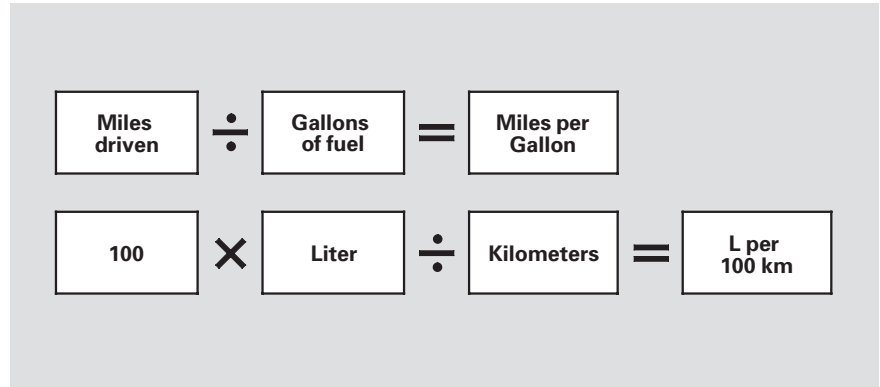 Miles
driven
÷
Gallons
of fuel
=
Miles per
Gallon
100
×
Liter
÷
Kilometers
=
L per
100 km